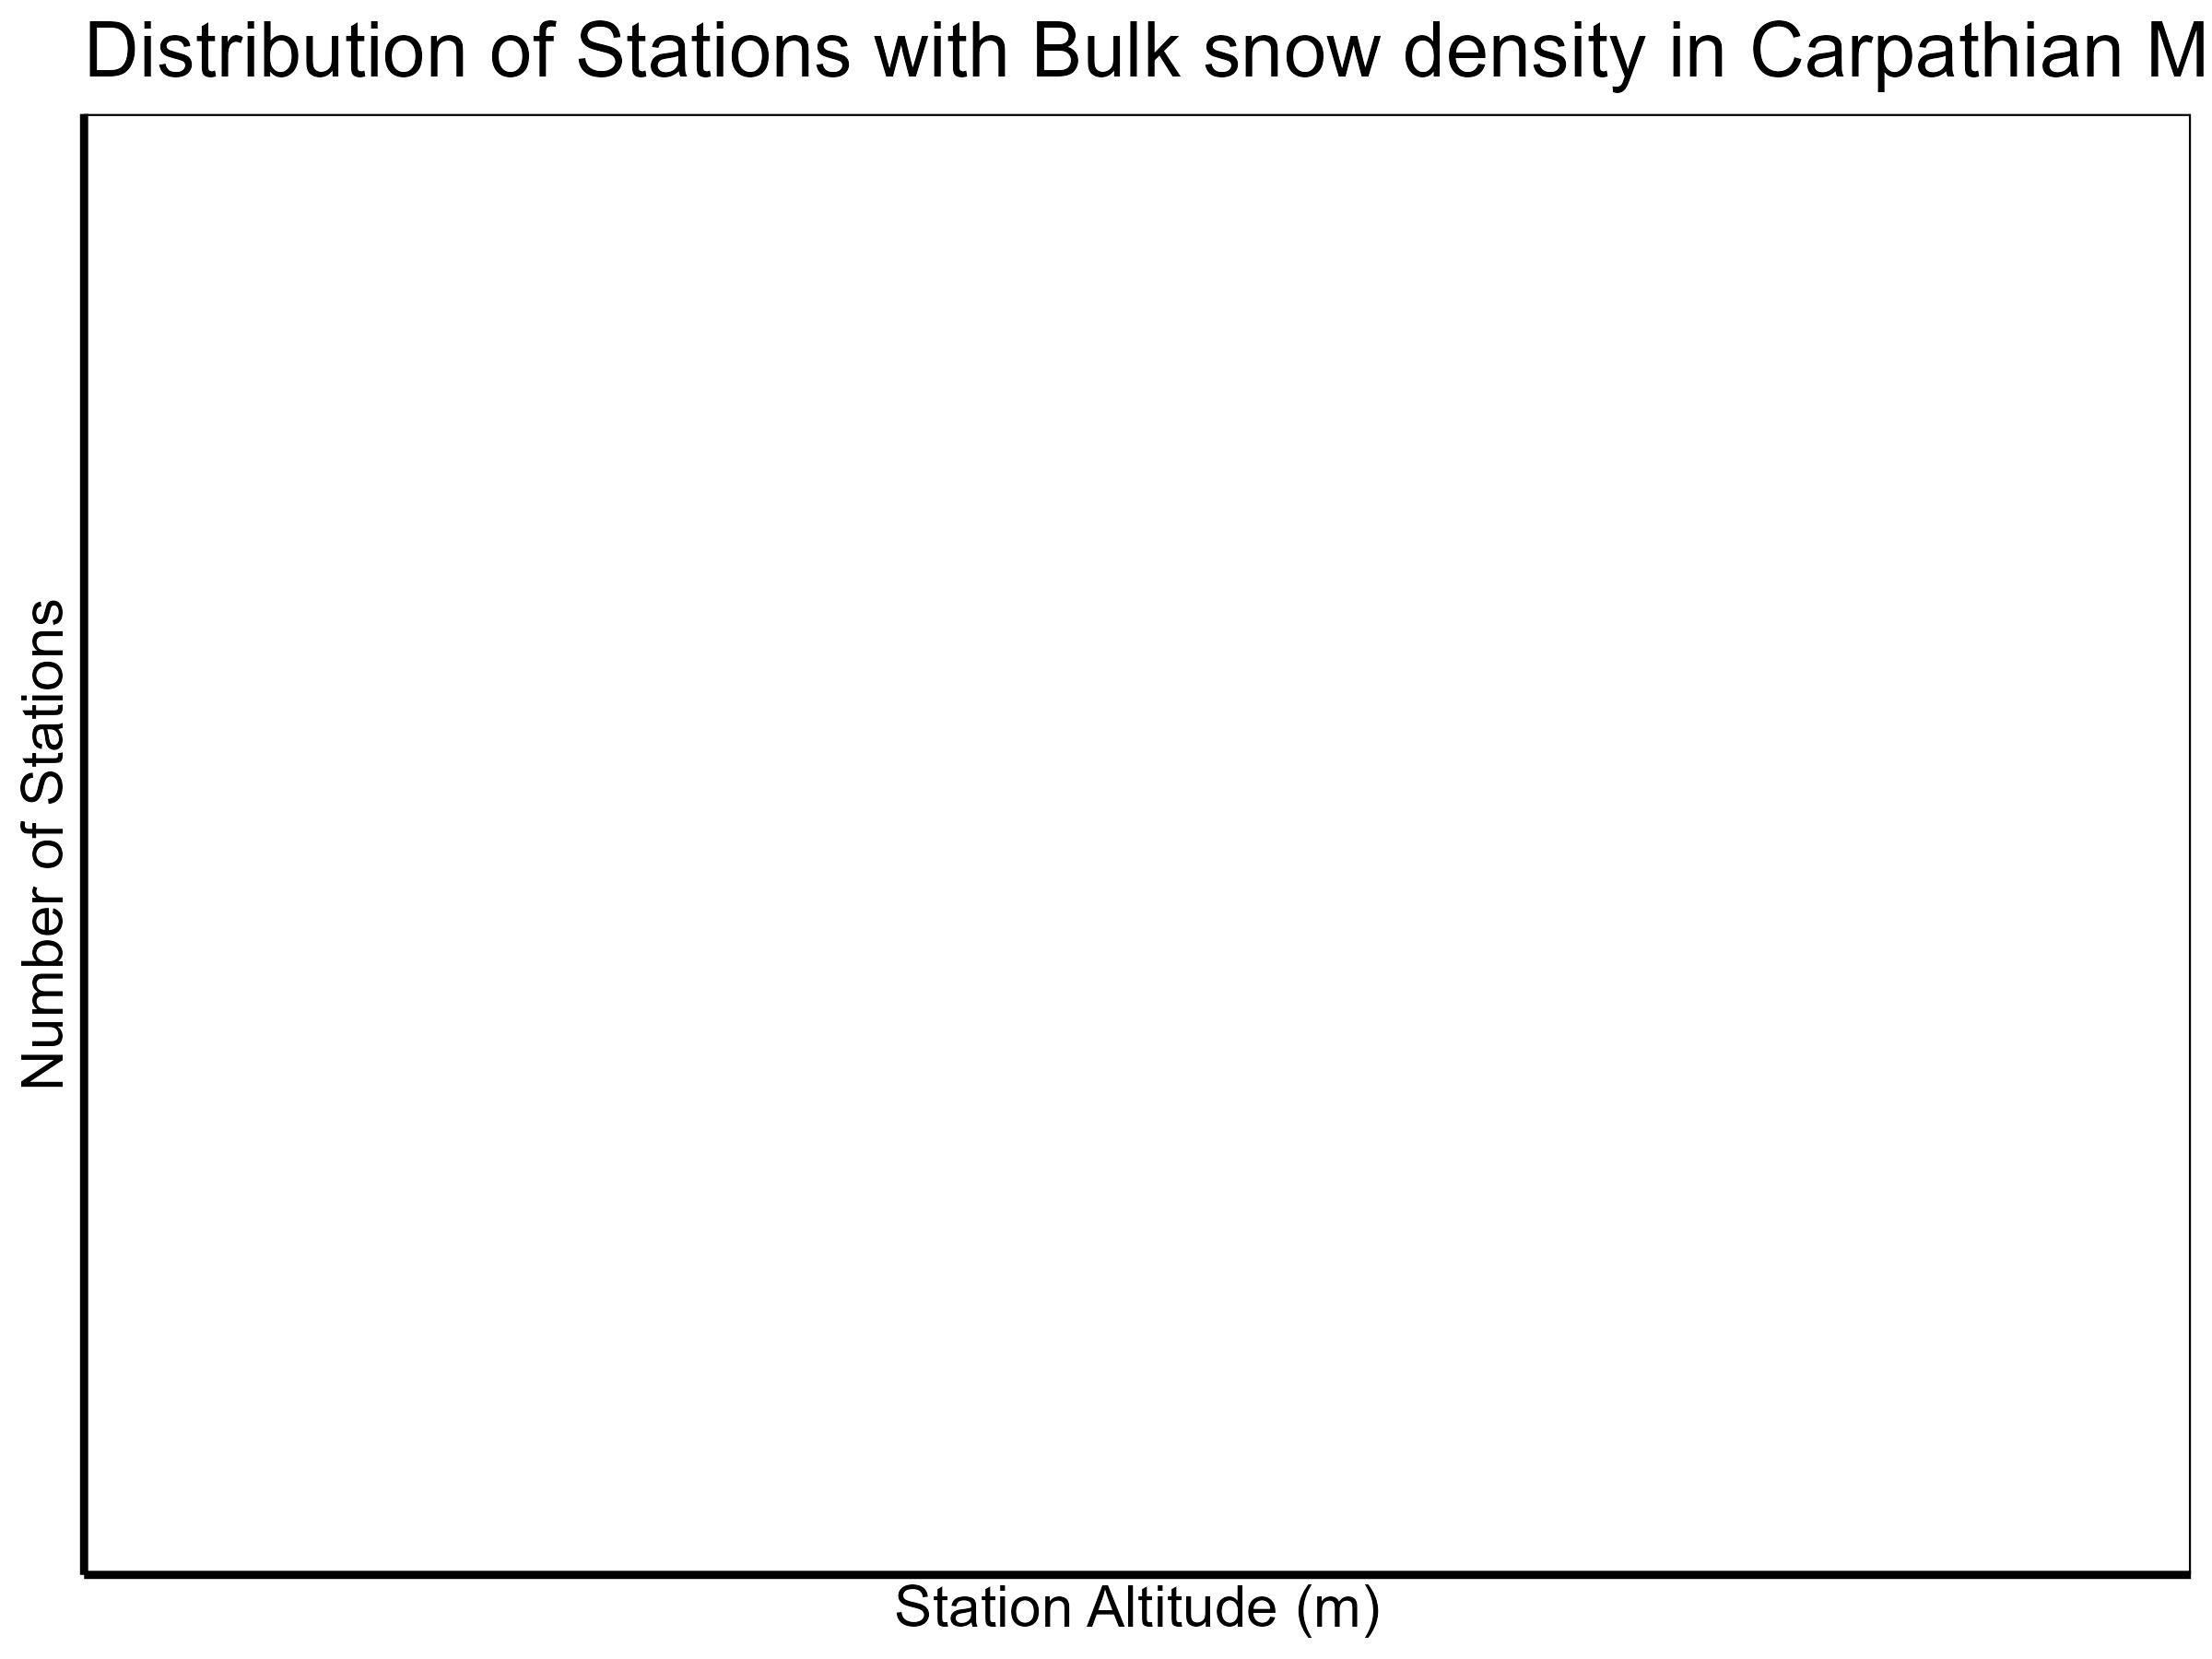 Distribution of Stations with Bulk snow density in Carpathian M
Number of Stations
Station Altitude (m)